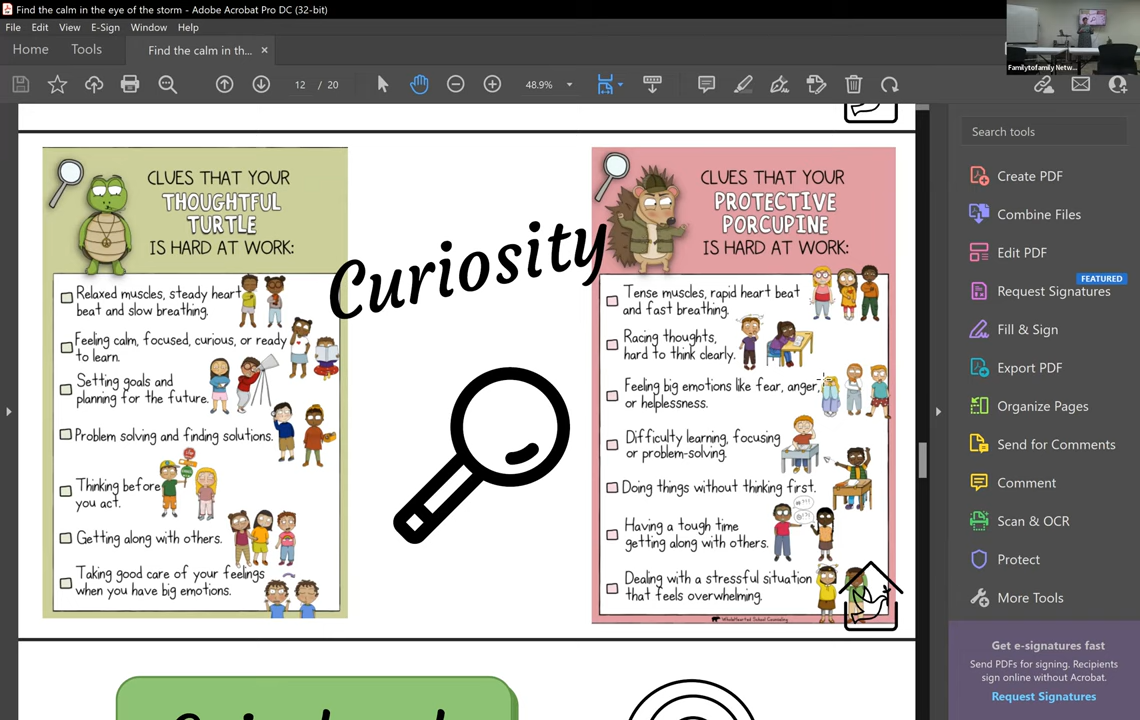 Find the calm in the eye of the storm - Adobe Acrobat Pro DC (32-bit)
File Edit View E-Sign Window Help
Home Tools Find the calm in th... ×
12 / 20 48.9%
Familytofamily Netw...
CLUES THAT YOUR
THOUGHTFUL
TURTLE
IS HARD AT WORK:
Relaxed muscles, steady heart
beat and slow breathing.
Feeling calm, focused, curious, or ready
to learn.
Setting goals and
planning for the future.
Problem solving and finding solutions.
Thinking before
you act.
Getting along with others.
Taking good care of your feelings
when you have big emotions.
Curiosity
CLUES THAT YOUR
PROTECTIVE
PORCUPINE
IS HARD AT WORK:
Tense muscles, rapid heart beat
and fast breathing.
Racing thoughts,
hard to think clearly.
Feeling big emotions like fear, anger
or helplessness.
Difficulty learning, focusing
or problem-solving.
Doing things without thinking first.
Having a tough time
getting along with others.
Dealing with a stressful situation
that feels overwhelming.
WholeHearted School Counseling
Search tools
Create PDF
Combine Files
Edit PDF
FEATURED
Request Signatures
Fill & Sign
Export PDF
Organize Pages
Send for Comments
Comment
Scan & OCR
Protect
More Tools
Get e-signatures fast
Send PDFs for signing. Recipients
sign online without Acrobat.
Request Signatures